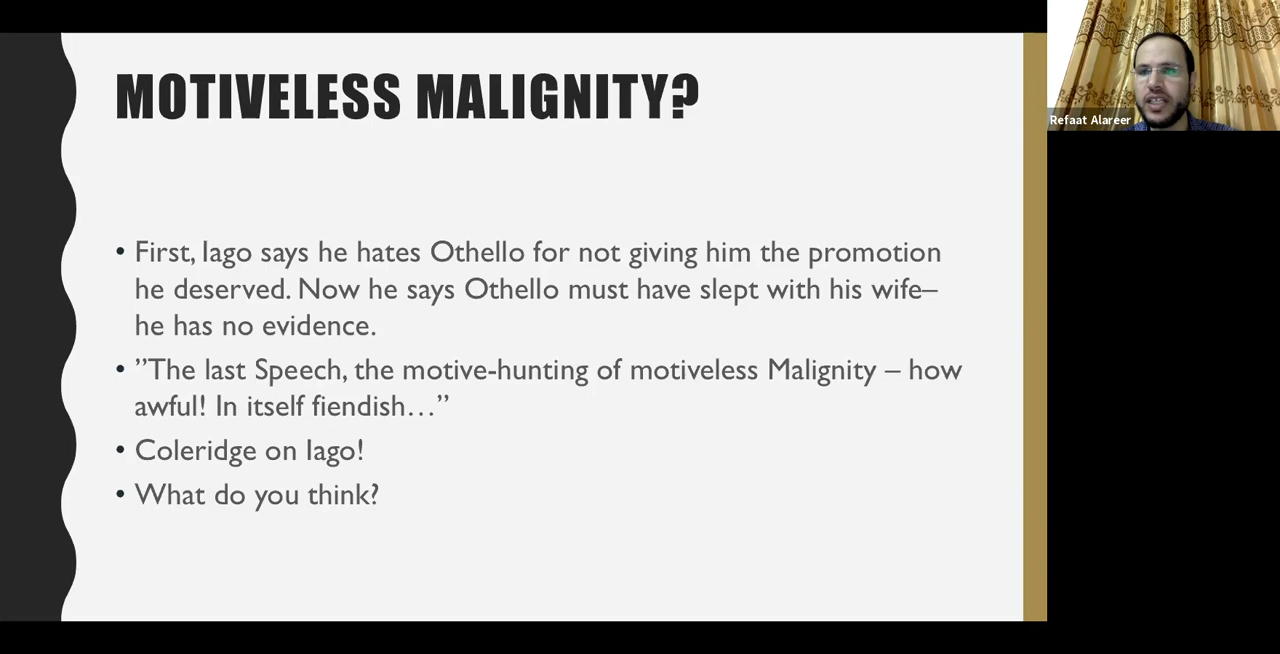 MOTIVELESS MALIGNITY?
• First, Iago says he hates Othello for not giving him the promotion
he deserved. Now he says Othello must have slept with his wife–
he has no evidence.
• ”The last Speech, the motive-hunting of motiveless Malignity – how
awful! In itself fiendish…”
• Coleridge on Iago!
• What do you think?
Refaat Alareer